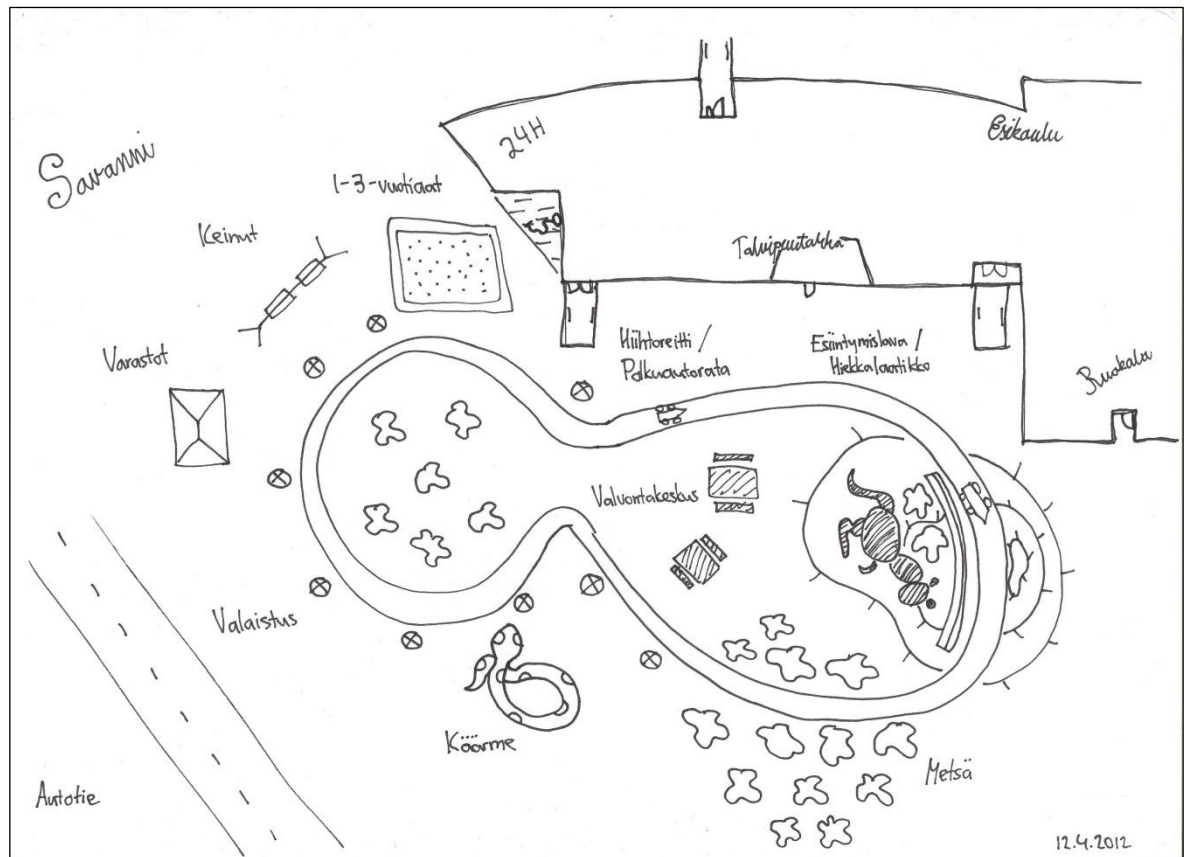 Savanni
24H
Esikoulu
1-3-vuotiaat
Keinut
Talvipuutarha
Varastot
Hiihtoreitti /
Polkuautorata
Esiintymislava /
Hiekkalaatikko
Ruokala
Valvontakeskus
Valaistus
Käärme
Metsä
Autotie
12.4.2012